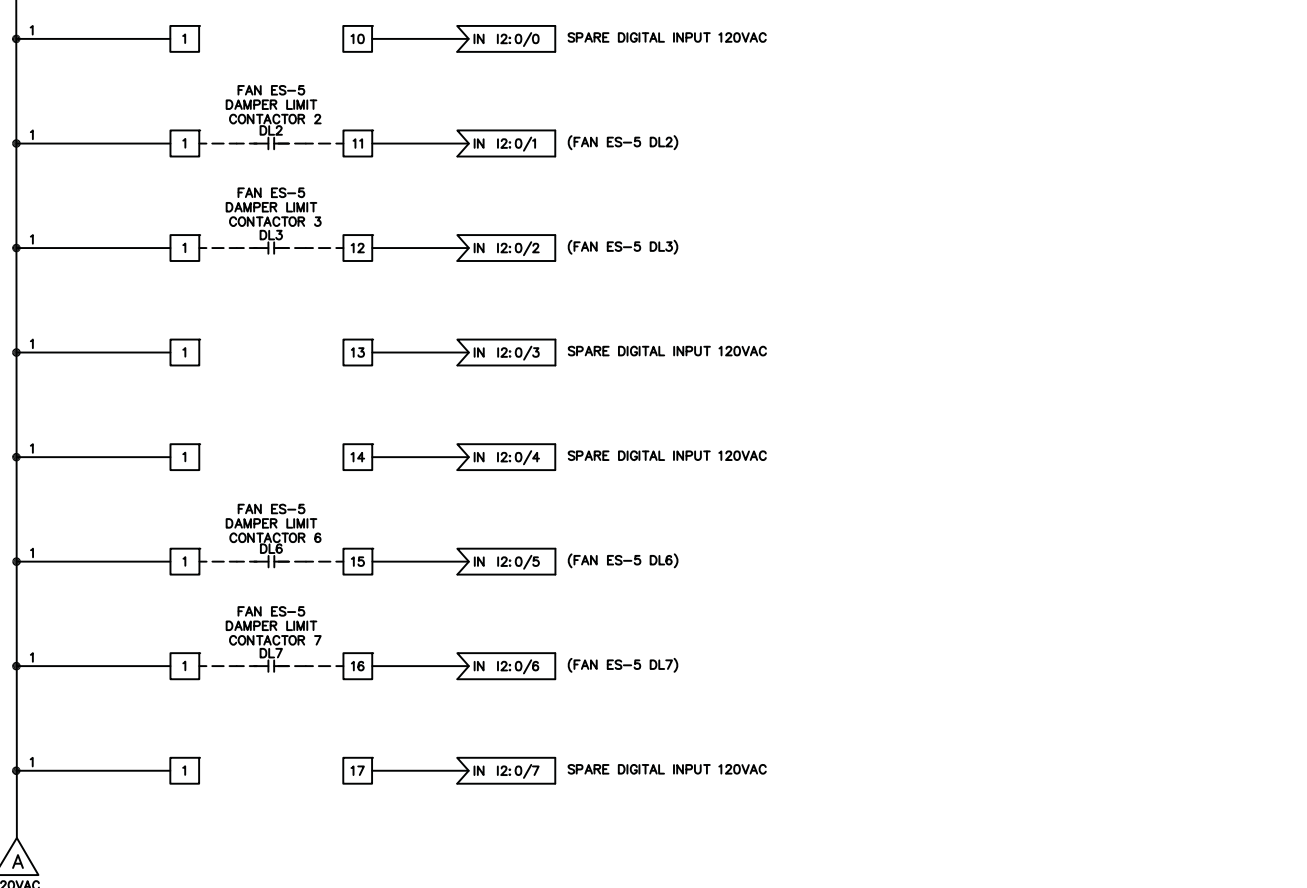 1
1 10 IN I2:0/0 SPARE DIGITAL INPUT 120VAC
FAN ES-5
DAMPER LIMIT
CONTACTOR 2
DL2
1
1 11 IN I2:0/1 (FAN ES-5 DL2)
FAN ES-5
DAMPER LIMIT
CONTACTOR 3
DL3
1
1 12 IN I2:0/2 (FAN ES-5 DL3)
1
1 13 IN I2:0/3 SPARE DIGITAL INPUT 120VAC
1
1 14 IN I2:0/4 SPARE DIGITAL INPUT 120VAC
FAN ES-5
DAMPER LIMIT
CONTACTOR 6
DL6
1
1 15 IN I2:0/5 (FAN ES-5 DL6)
FAN ES-5
DAMPER LIMIT
CONTACTOR 7
DL7
1
1 16 IN I2:0/6 (FAN ES-5 DL7)
1
1 17 IN I2:0/7 SPARE DIGITAL INPUT 120VAC
A
20VAC